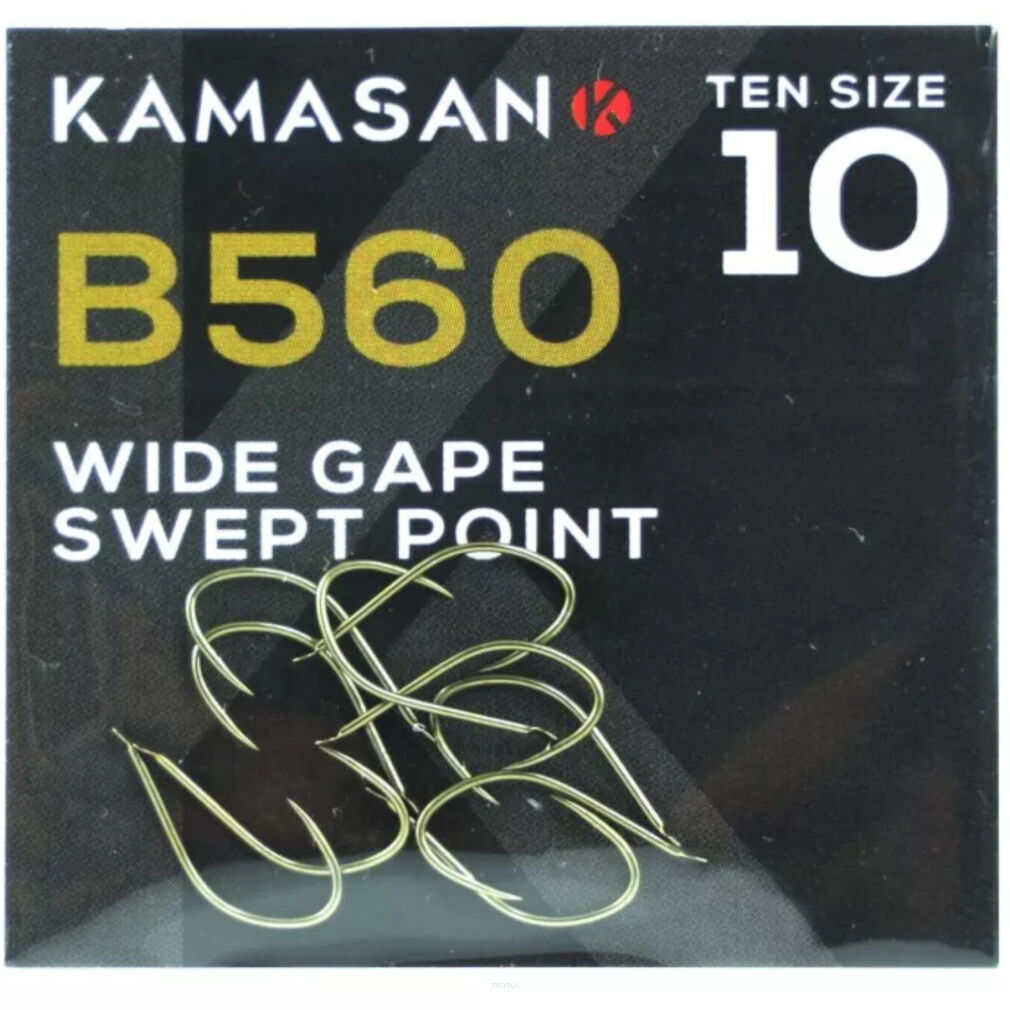 KAMASAN K
TEN SIZE
10
B560
WIDE GAPE
SWEPT POINT